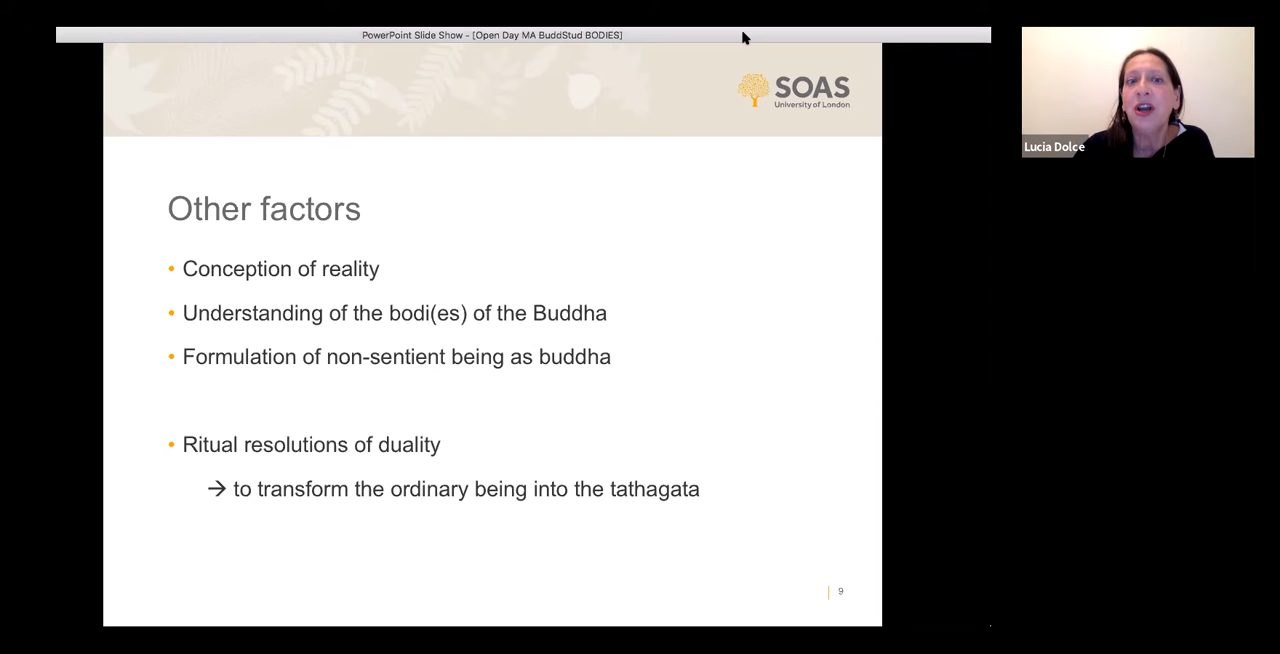 PowerPoint Slide Show - [Open Day MA BuddStud BODIES]
SOAS
University of London
Lucia Dolce
Other factors
• Conception of reality
• Understanding of the bodi(es) of the Buddha
• Formulation of non-sentient being as buddha
• Ritual resolutions of duality
→ to transform the ordinary being into the tathagata
9